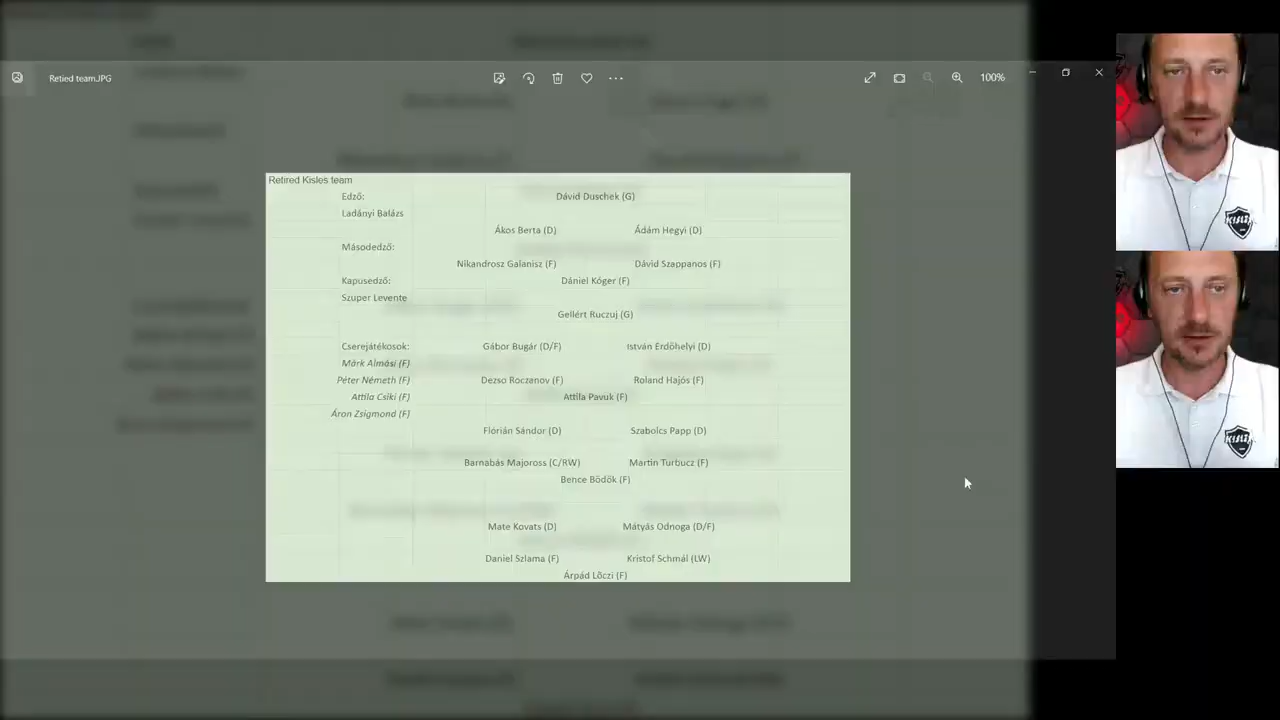 Retied team.JPG
100%
Retired Kisles team
Edző: Dávid Duschek (G)
Ladányi Balázs
Ákos Berta (D) Ádám Hegyi (D)
Másodedző:
Nikandrosz Galanisz (F) Dávid Szappanos (F)
Kapusedző: Dániel Kóger (F)
Szuper Levente
Gellért Ruczuj (G)
Cserejátékosok: Gábor Bugár (D/F) István Erdőhelyi (D)
Márk Almási (F)
Péter Németh (F) Dezso Roczanov (F) Roland Hajós (F)
Attila Csiki (F) Attila Pavuk (F)
Áron Zsigmond (F)
Flórián Sándor (D) Szabolcs Papp (D)
Barnabás Majoross (C/RW) Martin Turbucz (F)
Bence Bödők (F)
Mate Kovats (D) Mátyás Odnoga (D/F)
Daniel Szlama (F) Kristof Schmál (LW)
Árpád Lõczi (F)